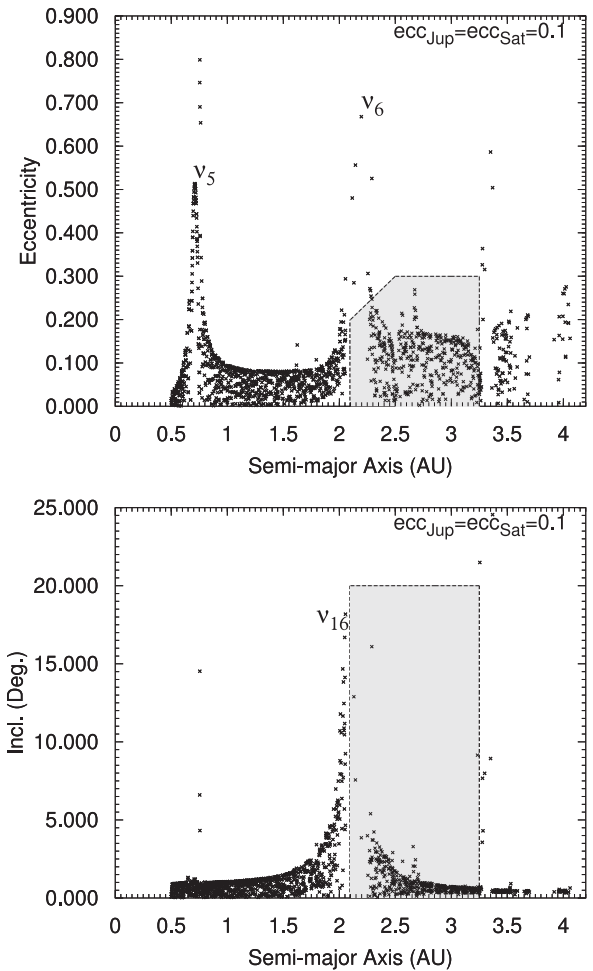 0.900
ecc_Jup=ecc_Sat=0.1
0.800
0.700
ν6
0.600
ν5
0.500
0.400
0.300
0.200
0.100
0.000
Eccentricity
0 0.5 1 1.5 2 2.5 3 3.5 4
Semi-major Axis (AU)
25.000
ecc_Jup=ecc_Sat=0.1
20.000
ν16
15.000
10.000
5.000
0.000
Incl. (Deg.)
0 0.5 1 1.5 2 2.5 3 3.5 4
Semi-major Axis (AU)